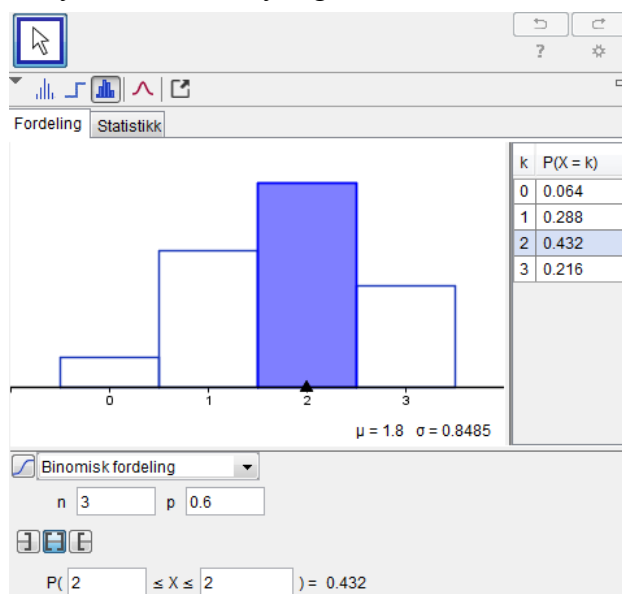 ?
Fordeling Statistikk
k P(X = k)
0 0.064
1 0.288
2 0.432
3 0.216
0 1 2 3
μ = 1.8 σ = 0.8485
Binomisk fordeling
n 3 p 0.6
P( 2 ≤ X ≤ 2 ) = 0.432